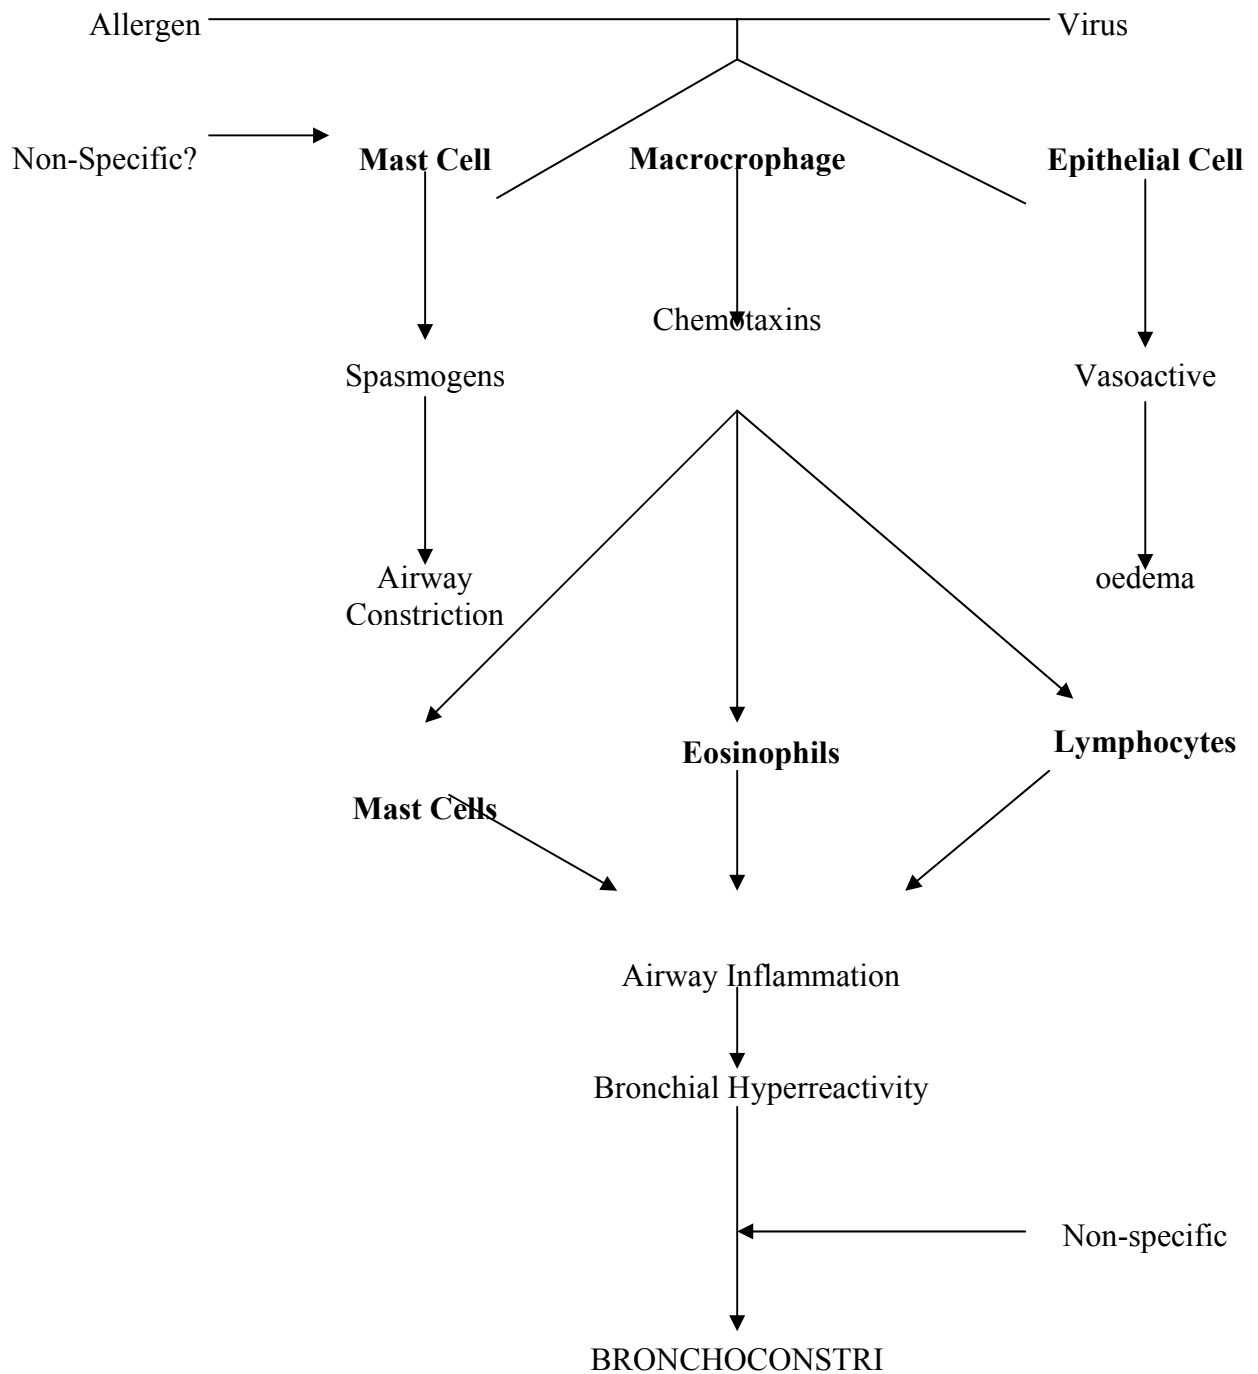 Allergen
Virus
Non-Specific?
Mast Cell
Macrocrophage
Epithelial Cell
Chemotaxins
Spasmogens
Vasoactive
Airway
Constriction
oedema
Eosinophils
Lymphocytes
Mast Cells
Airway Inflammation
Bronchial Hyperreactivity
Non-specific
BRONCHOCONSTRI